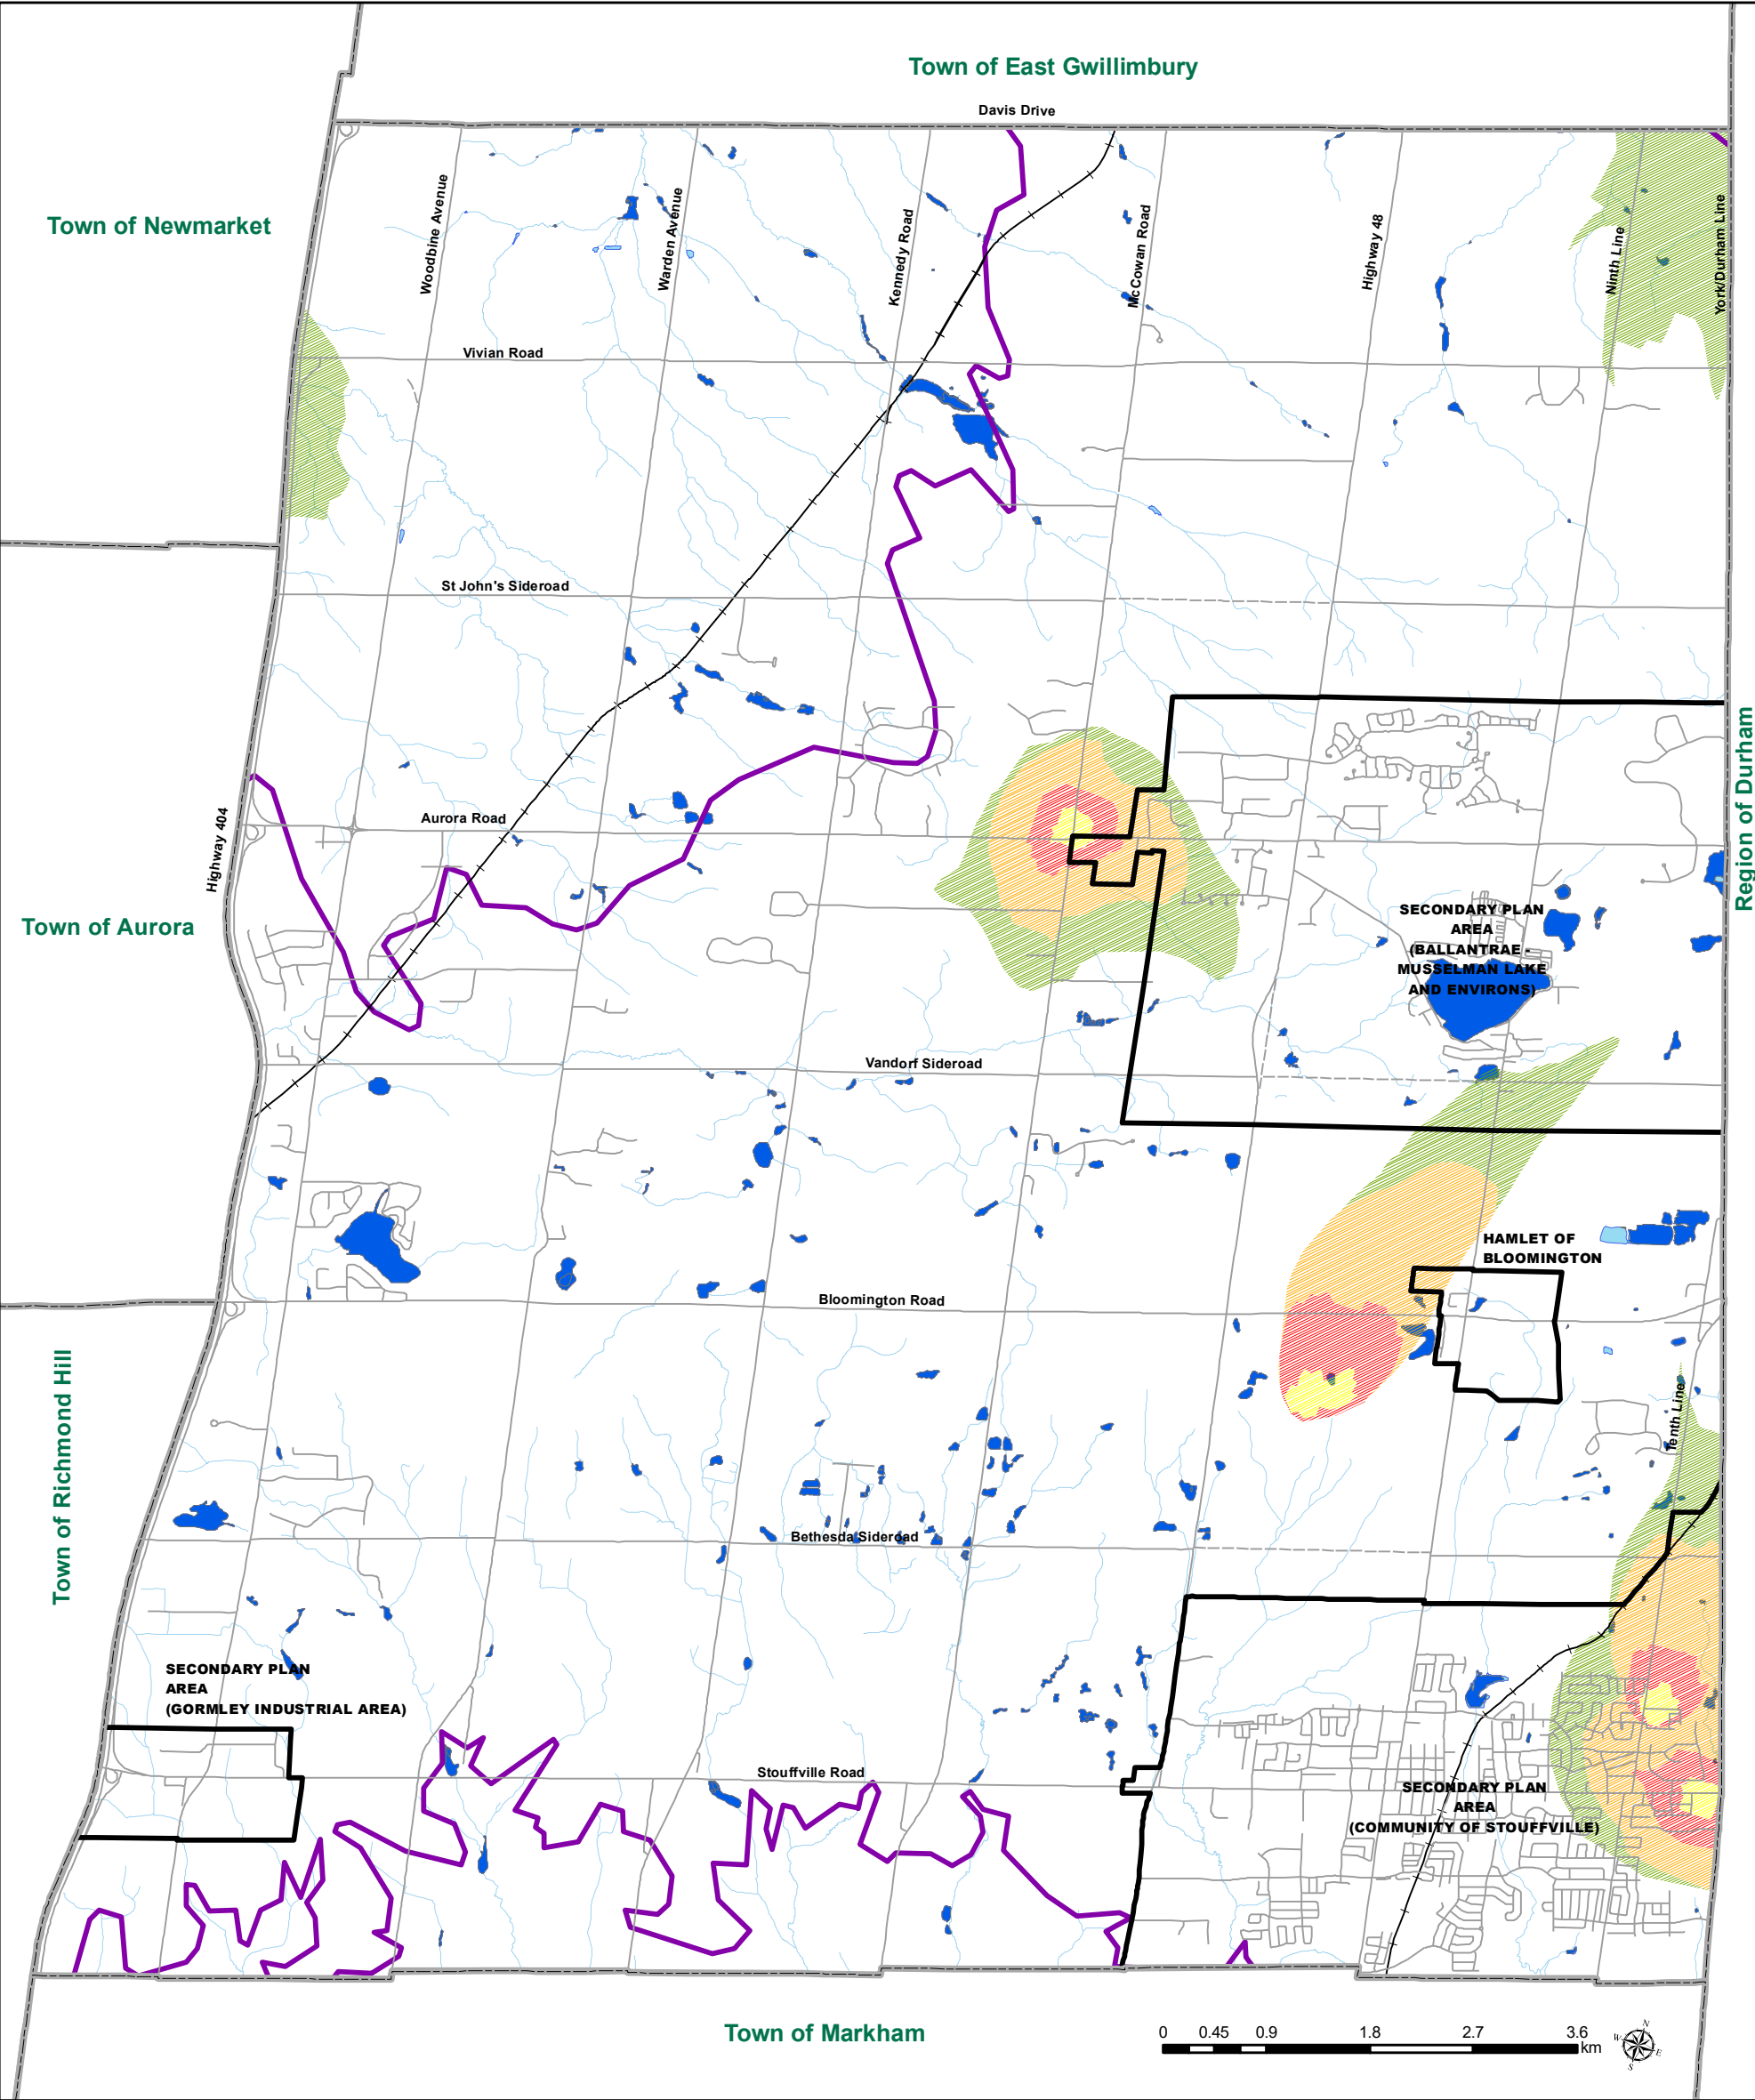 Town of East Gwillimbury
Davis Drive
Town of Newmarket
Woodbine Avenue
Warden Avenue
Kennedy Road
McCowan Road
Highway 48
Ninth Line
York/Durham Line
Vivian Road
St John's Sideroad
Region of Durham
Highway 404
Aurora Road
Town of Aurora
SECONDARY PLAN
AREA
(BALLANTRAE -
MUSSELMAN LAKE
AND ENVIRONS)
Vandorf Sideroad
HAMLET OF
BLOOMINGTON
Bloomington Road
Town of Richmond Hill
Tenth Line
Bethesda Sideroad
SECONDARY PLAN
AREA
(GORMLEY INDUSTRIAL AREA)
Stouffville Road
SECONDARY PLAN
AREA
(COMMUNITY OF STOUFFVILLE)
Town of Markham
0 0.45 0.9 1.8 2.7 3.6
km
N
W
E
S